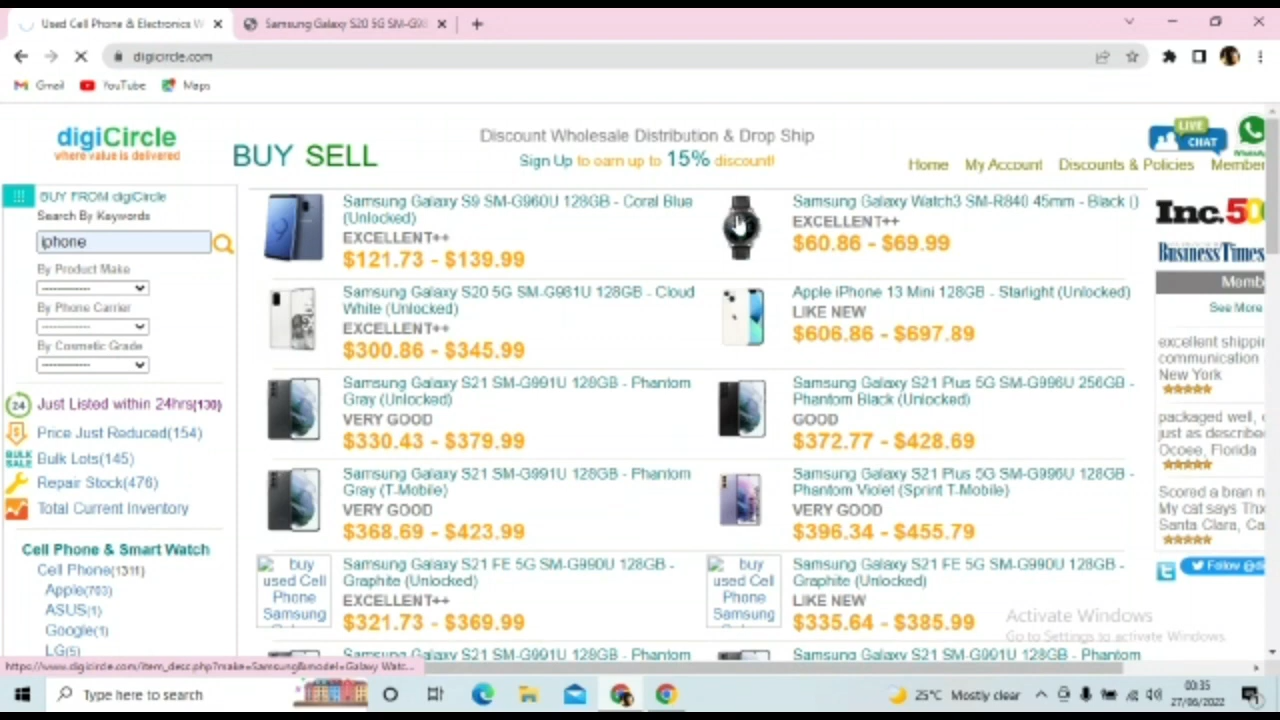 Used Cell Phone & Electronics W
Samsung Galaxy S20 5G SM-G98
digicircle.com
Gmail
YouTube
Maps
digiCircle
where value is delivered
BUY SELL
Discount Wholesale Distribution & Drop Ship
Sign Up to earn up to 15% discount!
LIVE
CHAT
WhatsApp
Home
My Account
Discounts & Policies
Member
BUY FROM digiCircle
Search By Keywords
iphone
By Product Make
-------------
By Phone Carrier
-------------
By Cosmetic Grade
-------------
24 Just Listed within 24hrs(130)
Price Just Reduced(154)
BULK SALE Bulk Lots(145)
Repair Stock(476)
Total Current Inventory
Cell Phone & Smart Watch
Cell Phone(1311)
Apple(703)
ASUS(1)
Google(1)
LG(5)
Samsung Galaxy S9 SM-G960U 128GB - Coral Blue
(Unlocked)
EXCELLENT++
$121.73 - $139.99
Samsung Galaxy Watch3 SM-R840 45mm - Black ()
EXCELLENT++
$60.86 - $69.99
Samsung Galaxy S20 5G SM-G981U 128GB - Cloud
White (Unlocked)
EXCELLENT++
$300.86 - $345.99
Apple iPhone 13 Mini 128GB - Starlight (Unlocked)
LIKE NEW
$606.86 - $697.89
Samsung Galaxy S21 SM-G991U 128GB - Phantom
Gray (Unlocked)
VERY GOOD
$330.43 - $379.99
Samsung Galaxy S21 Plus 5G SM-G996U 256GB -
Phantom Black (Unlocked)
GOOD
$372.77 - $428.69
Samsung Galaxy S21 SM-G991U 128GB - Phantom
Gray (T-Mobile)
VERY GOOD
$368.69 - $423.99
Samsung Galaxy S21 Plus 5G SM-G996U 128GB -
Phantom Violet (Sprint T-Mobile)
VERY GOOD
$396.34 - $455.79
buy
used Cell
Phone
Samsung
Samsung Galaxy S21 FE 5G SM-G990U 128GB -
Graphite (Unlocked)
EXCELLENT++
$321.73 - $369.99
buy
used Cell
Phone
Samsung
Samsung Galaxy S21 FE 5G SM-G990U 128GB -
Graphite (Unlocked)
LIKE NEW
$335.64 - $385.99
Samsung Galaxy S21 SM-G991U 128GB - Phantom
Samsung Galaxy S21 SM-G991U 128GB - Phantom
Inc.50
BusinessTimes
Memb
See More
excellent shippin
communication
New York
packaged well,
just as describe
Ocoee, Florida
Scored a bran n
My cat says Thx
Santa Clara, Ca
Follow @di
Activate Windows
Go to Settings to activate Windows.
https://www.digicircle.com/item_desc.php?make=Samsung&model=Galaxy Watc...
Type here to search
25°C Mostly clear
00:35
27/06/2022